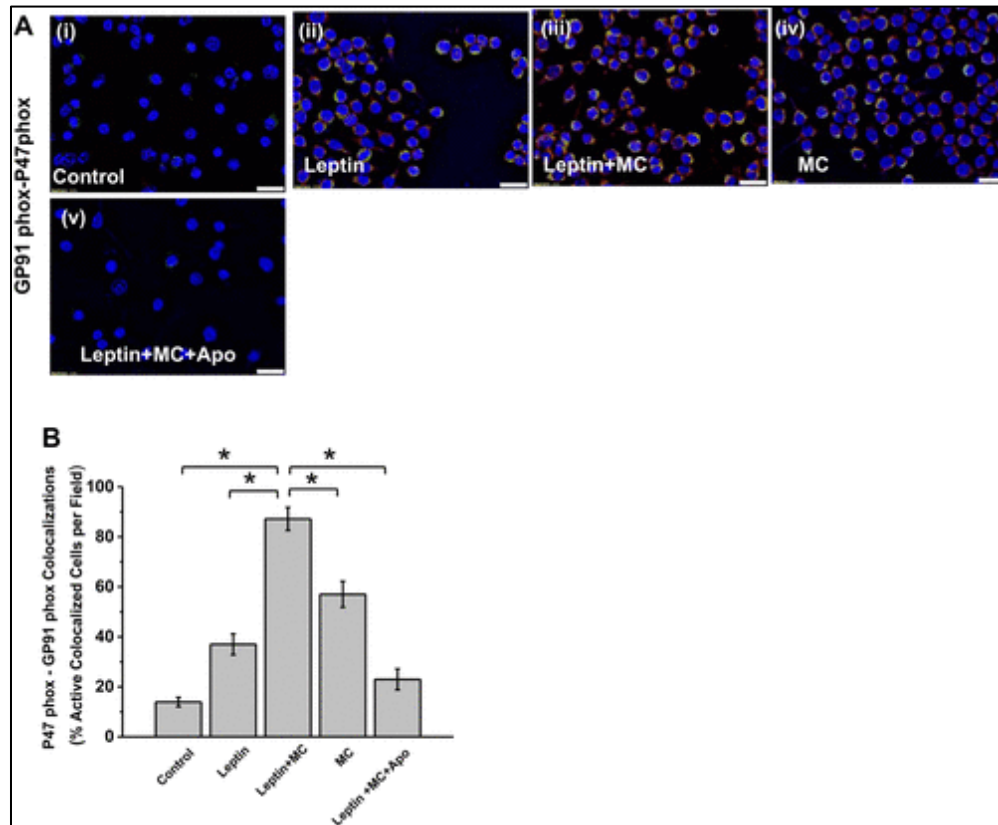 A
(i)
(ii)
(iii)
(iv)
GP91 phox-P47phox
Control
Leptin
Leptin+MC
MC
(v)
Leptin+MC+Apo
B
* *
* *
P47 phox - GP91 phox Colocalizations
(% Active Colocalized Cells per Field)
100
80
60
40
20
0
Control
Leptin
Leptin+MC
MC
Leptin +MC+Apo